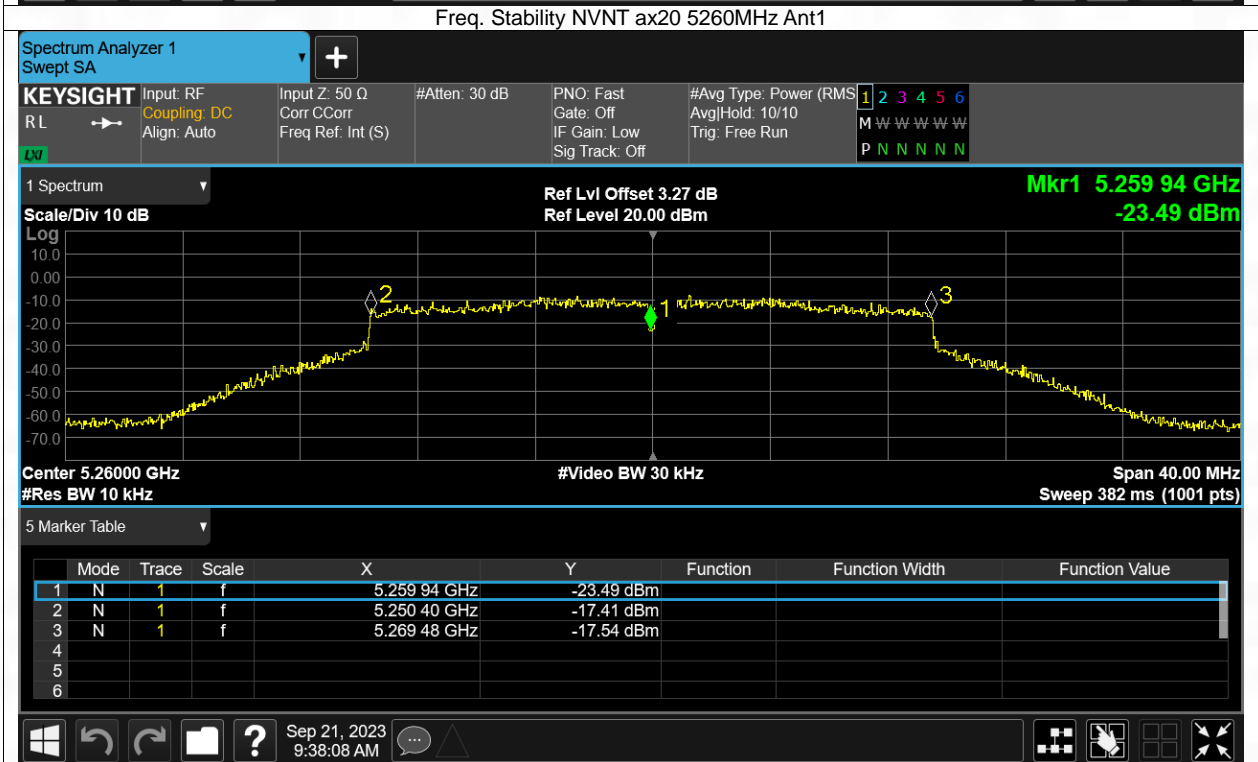 Freq. Stability NVNT ax20 5260MHz Ant1
Spectrum Analyzer 1
Swept SA
+
KEYSIGHT Input: RF Input Z: 50 Ω #Atten: 30 dB PNO: Fast #Avg Type: Power (RMS 1 2 3 4 5 6
RL Coupling: DC Corr CCorr Gate: Off Avg|Hold: 10/10 M W W W W W
Align: Auto Freq Ref: Int (S) IF Gain: Low Trig: Free Run
LXI Sig Track: Off P N N N N N
1 Spectrum Ref Lvl Offset 3.27 dB Mkr1 5.259 94 GHz
Scale/Div 10 dB Ref Level 20.00 dBm -23.49 dBm
Log
10.0
0.00
-10.0 2 1 3
-20.0
-30.0
-40.0
-50.0
-60.0
-70.0
Center 5.26000 GHz #Video BW 30 kHz Span 40.00 MHz
#Res BW 10 kHz Sweep 382 ms (1001 pts)
5 Marker Table
Mode Trace Scale X Y Function Function Width Function Value
1 N 1 f 5.259 94 GHz -23.49 dBm
2 N 1 f 5.250 40 GHz -17.41 dBm
3 N 1 f 5.269 48 GHz -17.54 dBm
4
5
6
? Sep 21, 2023
9:38:08 AM